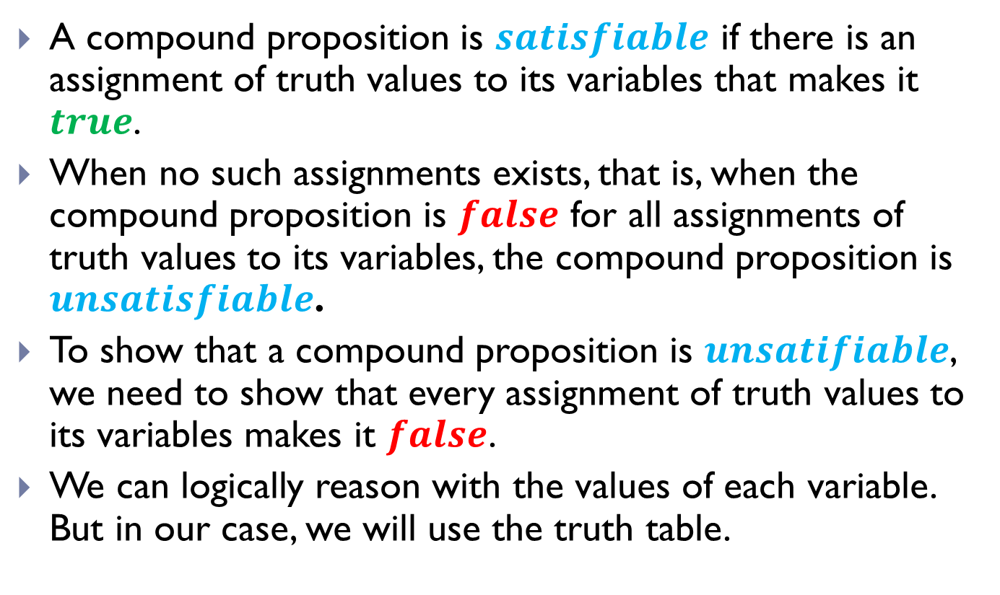 A compound proposition is satisfiable if there is an
assignment of truth values to its variables that makes it
true.
When no such assignments exists, that is, when the
compound proposition is false for all assignments of
truth values to its variables, the compound proposition is
unsatisfiable.
To show that a compound proposition is unsatifiable,
we need to show that every assignment of truth values to
its variables makes it false.
We can logically reason with the values of each variable.
But in our case, we will use the truth table.